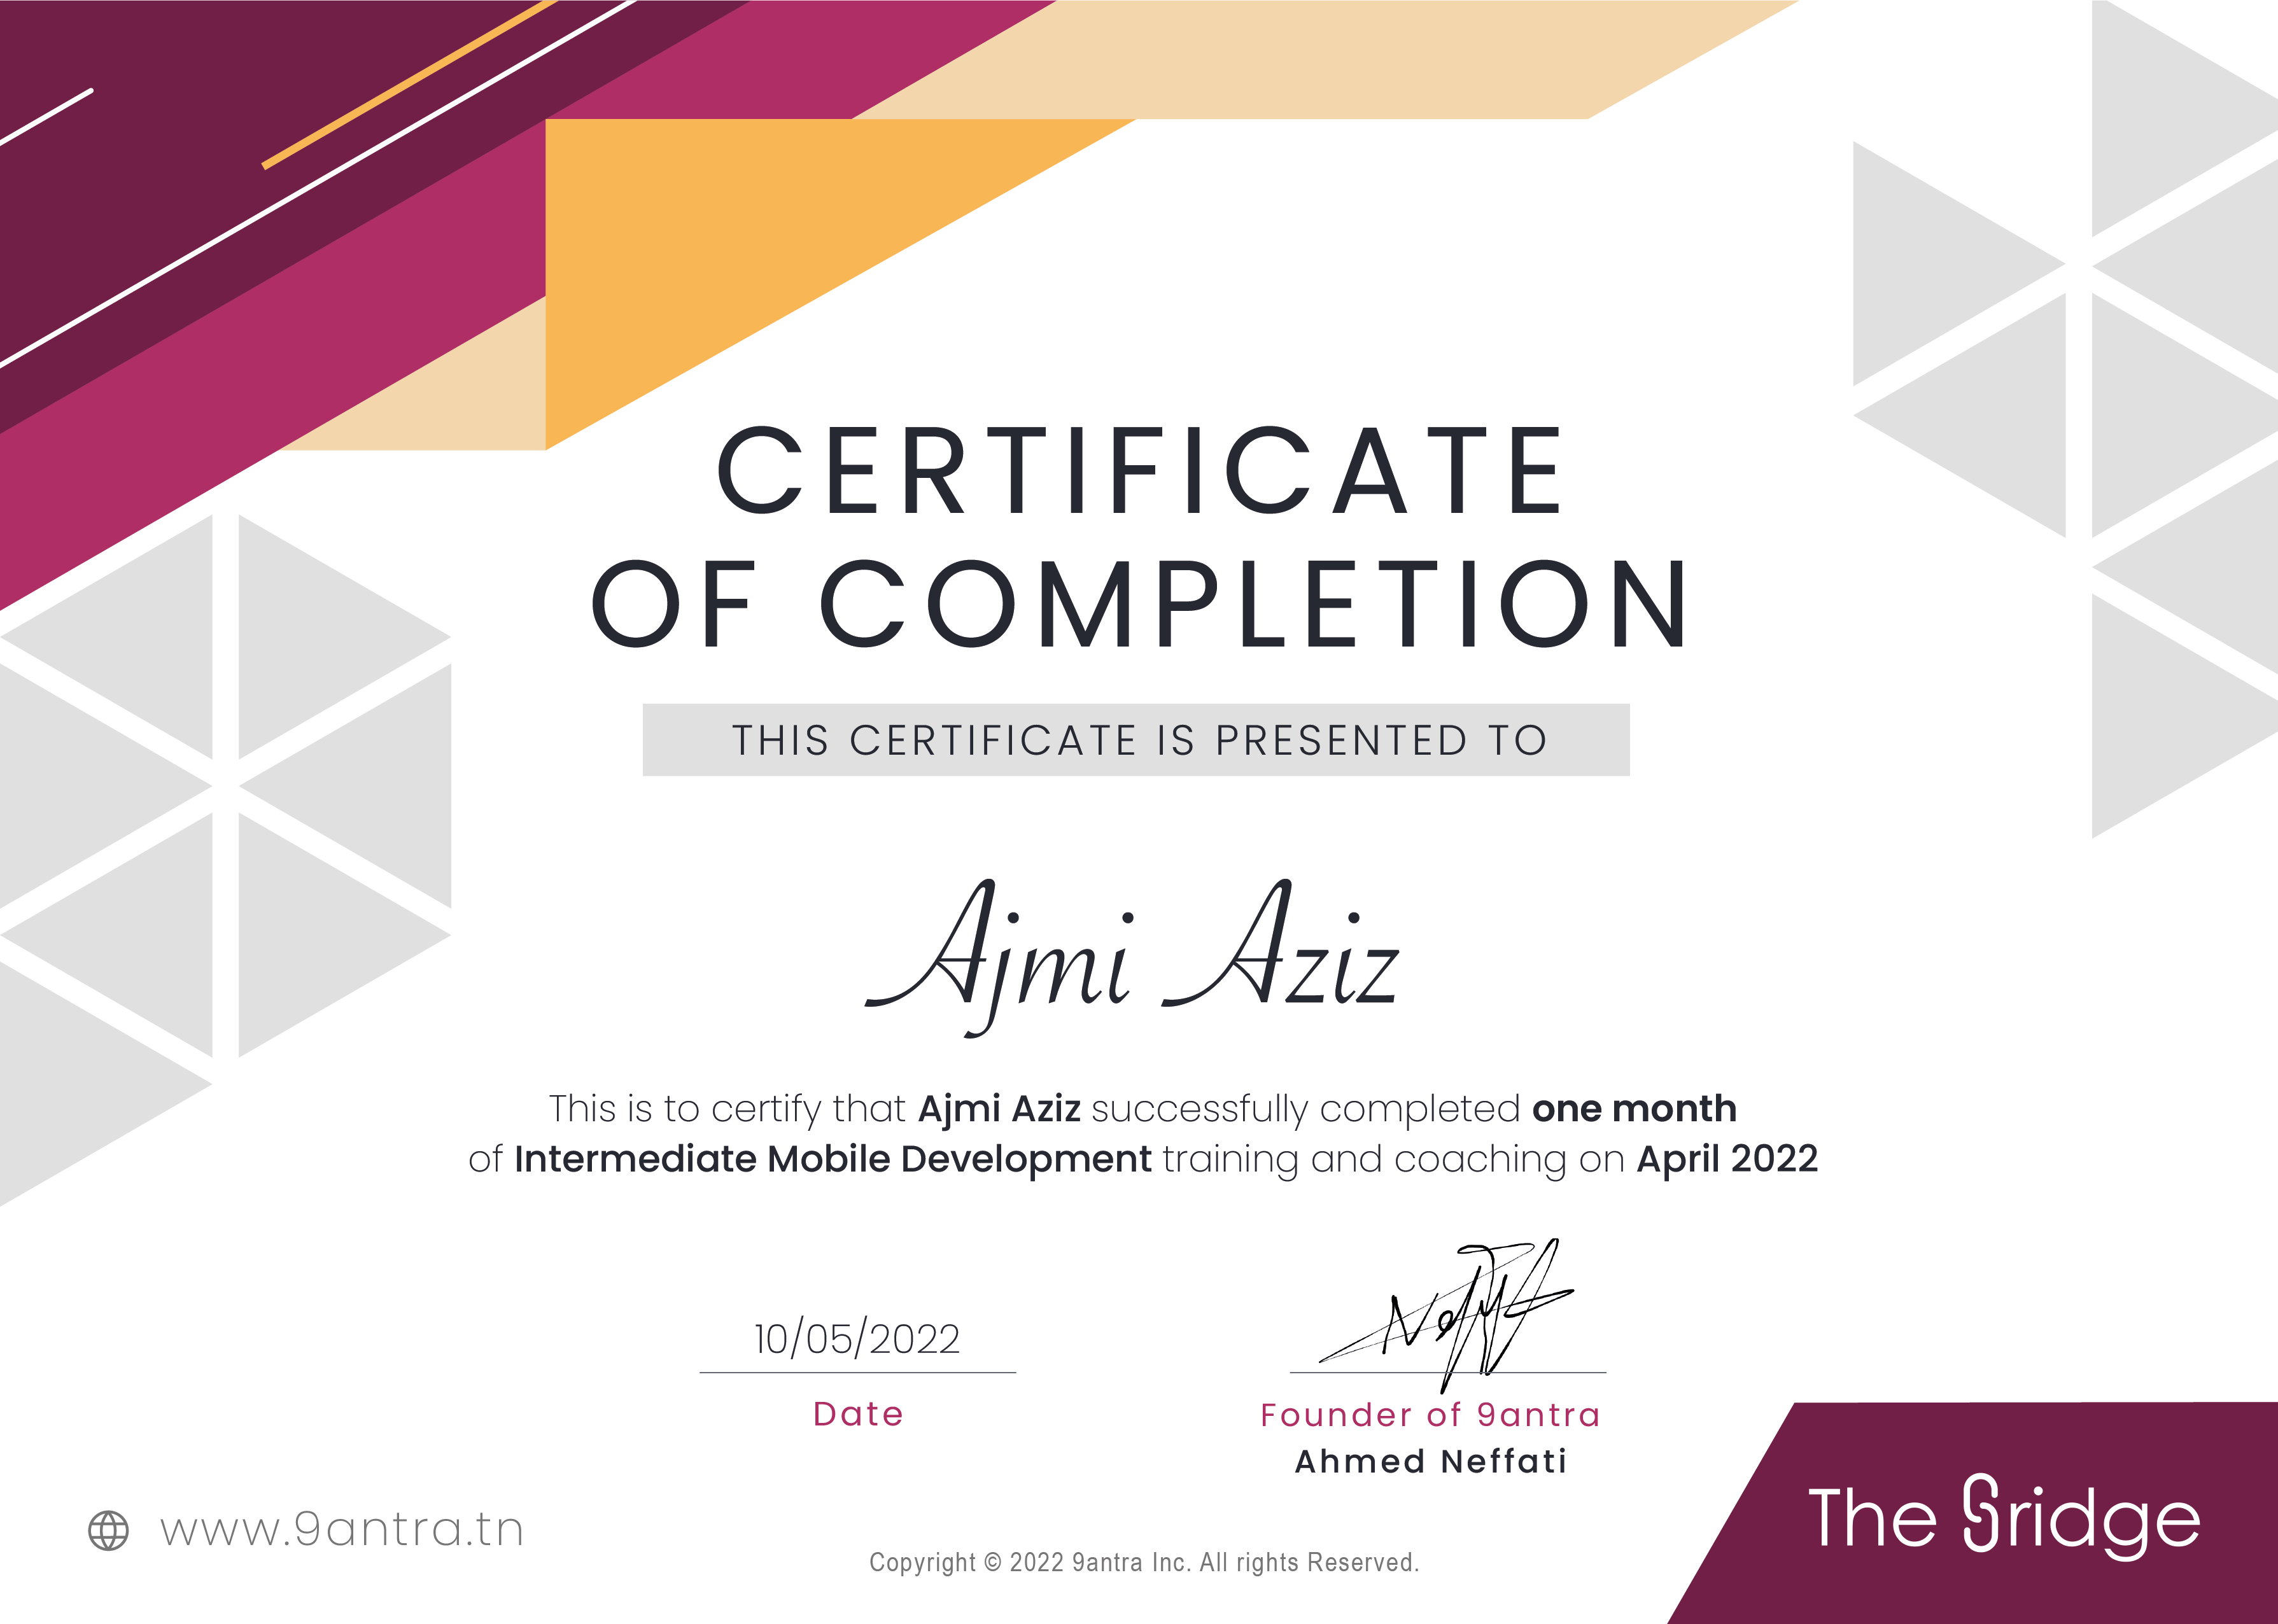 CERTIFICATE
OF COMPLETION
THIS CERTIFICATE IS PRESENTED TO
Ajmi Aziz
This is to certify that Ajmi Aziz successfully completed one month
of Intermediate Mobile Development training and coaching on April 2022
10/05/2022
Date
Founder of 9antra
Ahmed Neffati
www.9antra.tn
Copyright © 2022 9antra Inc. All rights Reserved.
The Bridge